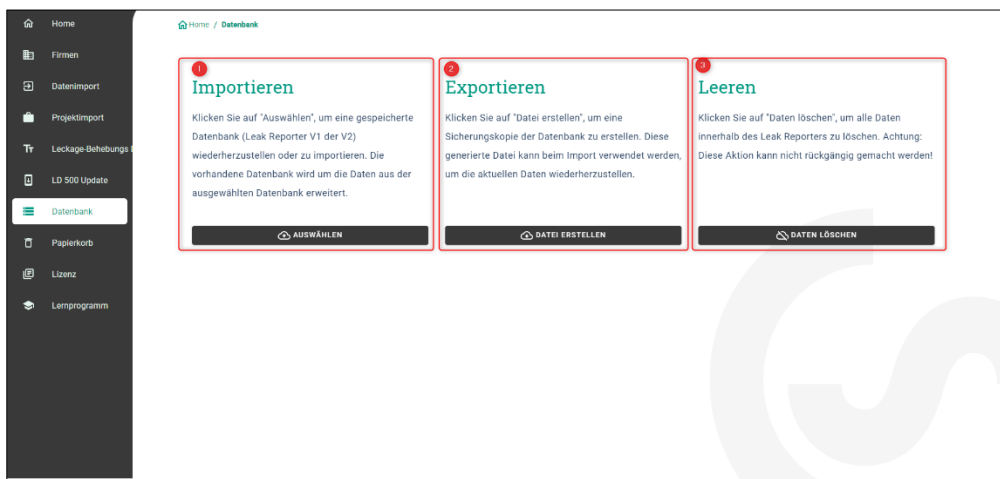 Home
Firmen
Datenimport
Projektimport
Leckage-Behebungs
LD 500 Update
Datenbank
Papierkorb
Lizenz
Lernprogramm
Home / Datenbank
1
Importieren
Klicken Sie auf "Auswählen", um eine gespeicherte
Datenbank (Leak Reporter V1 der V2)
wiederherzustellen oder zu importieren. Die
vorhandene Datenbank wird um die Daten aus der
ausgewählten Datenbank erweitert.
AUSWÄHLEN
2
Exportieren
Klicken Sie auf "Datei erstellen", um eine
Sicherungskopie der Datenbank zu erstellen. Diese
generierte Datei kann beim Import verwendet werden,
um die aktuellen Daten wiederherzustellen.
DATEI ERSTELLEN
3
Leeren
Klicken Sie auf "Daten löschen", um alle Daten
innerhalb des Leak Reporters zu löschen. Achtung:
Diese Aktion kann nicht rückgängig gemacht werden!
DATEN LÖSCHEN